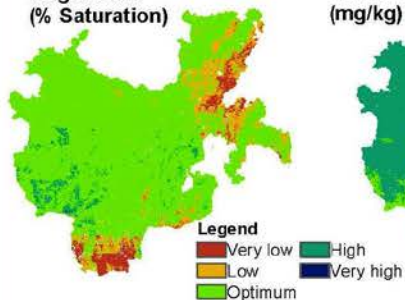 (% Saturation)
(mg/kg)
Legend
Very low
High
Low
Very high
Optimum